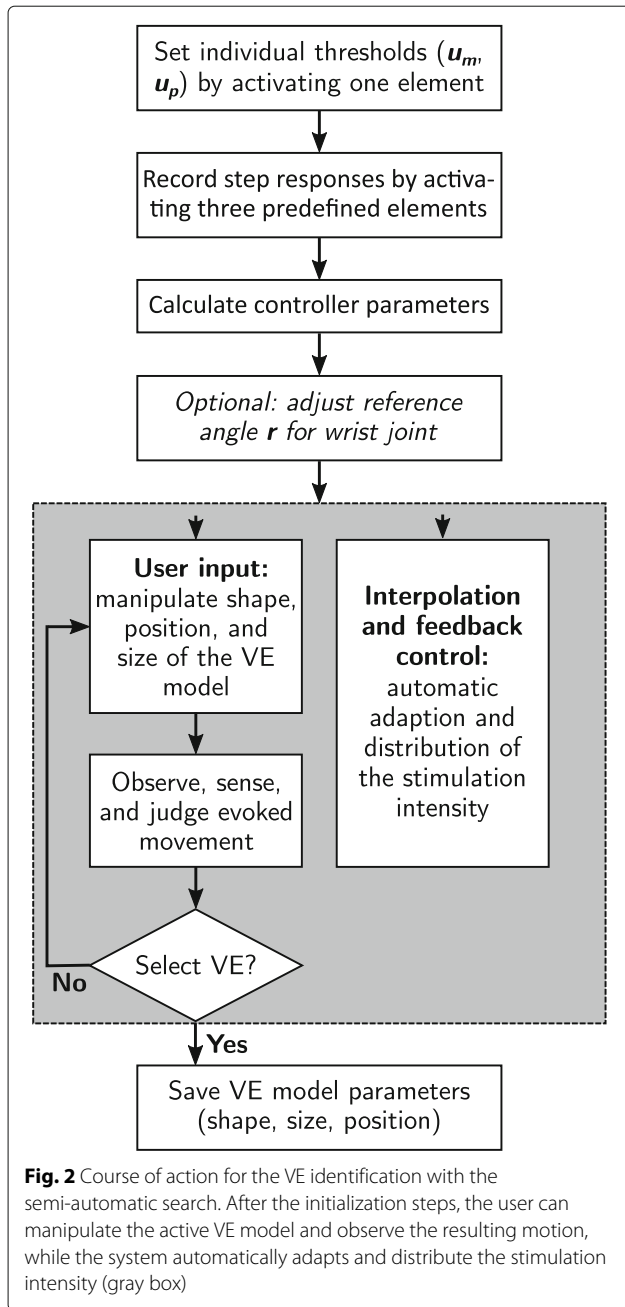 Set individual thresholds (um,
up) by activating one element
Record step responses by activa-
ting three predefined elements
Calculate controller parameters
Optional: adjust reference
angle r for wrist joint
User input:
manipulate shape,
position, and
size of the VE
model
Observe, sense,
and judge evoked
movement
Select VE?
No
Yes
Interpolation
and feedback
control:
automatic
adaption and
distribution of
the stimulation
intensity
Save VE model parameters
(shape, size, position)
Fig. 2 Course of action for the VE identification with the
semi-automatic search. After the initialization steps, the user can
manipulate the active VE model and observe the resulting motion,
while the system automatically adapts and distribute the stimulation
intensity (gray box)